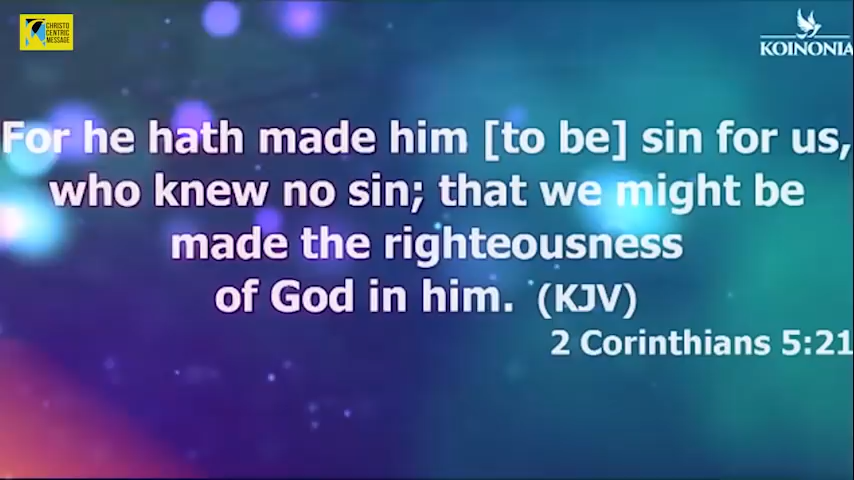 CHRISTO
CENTRIC
MESSAGE
KOINONIA
For he hath made him [to be] sin for us,
who knew no sin; that we might be
made the righteousness
of God in him. (KJV)
2 Corinthians 5:21